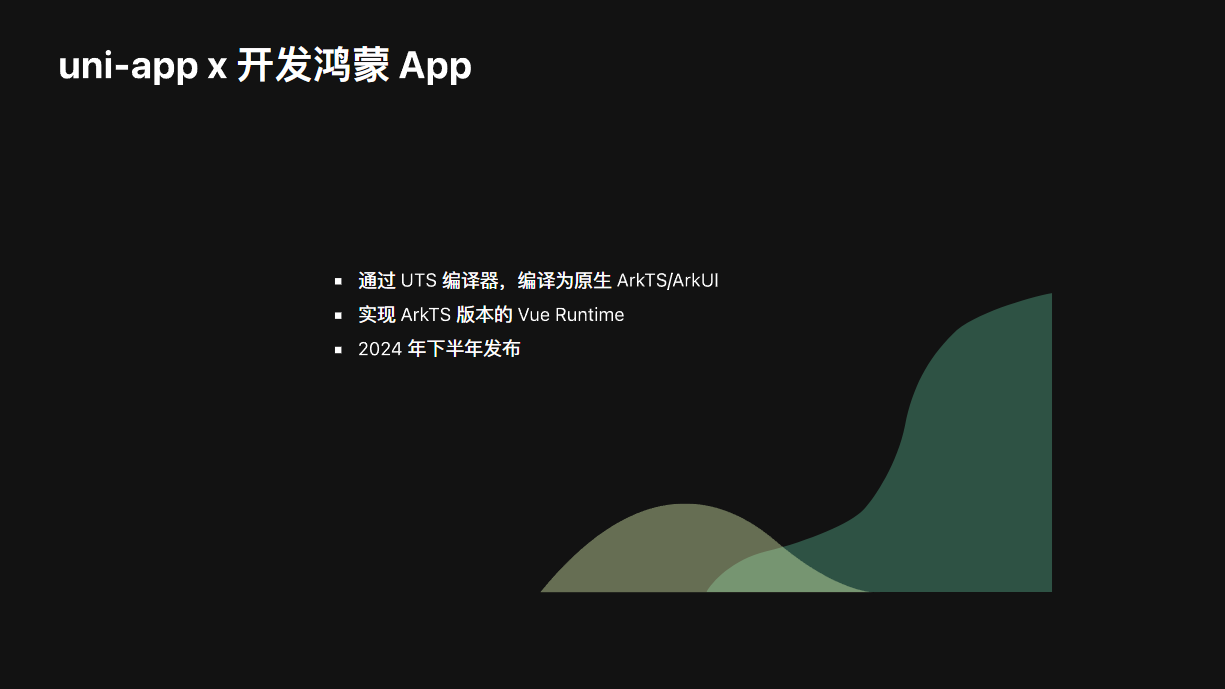 uni-app x 开发鸿蒙 App
通过 UTS 编译器，编译为原生 ArkTS/ArkUI
实现 ArkTS 版本的 Vue Runtime
2024 年下半年发布